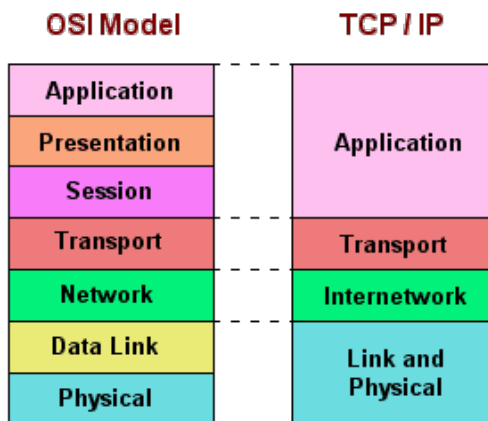 OSI Model
Application
Presentation
Session
Transport
Network
Data Link
Physical
TCP / IP
Application
Transport
Internetwork
Link and
Physical